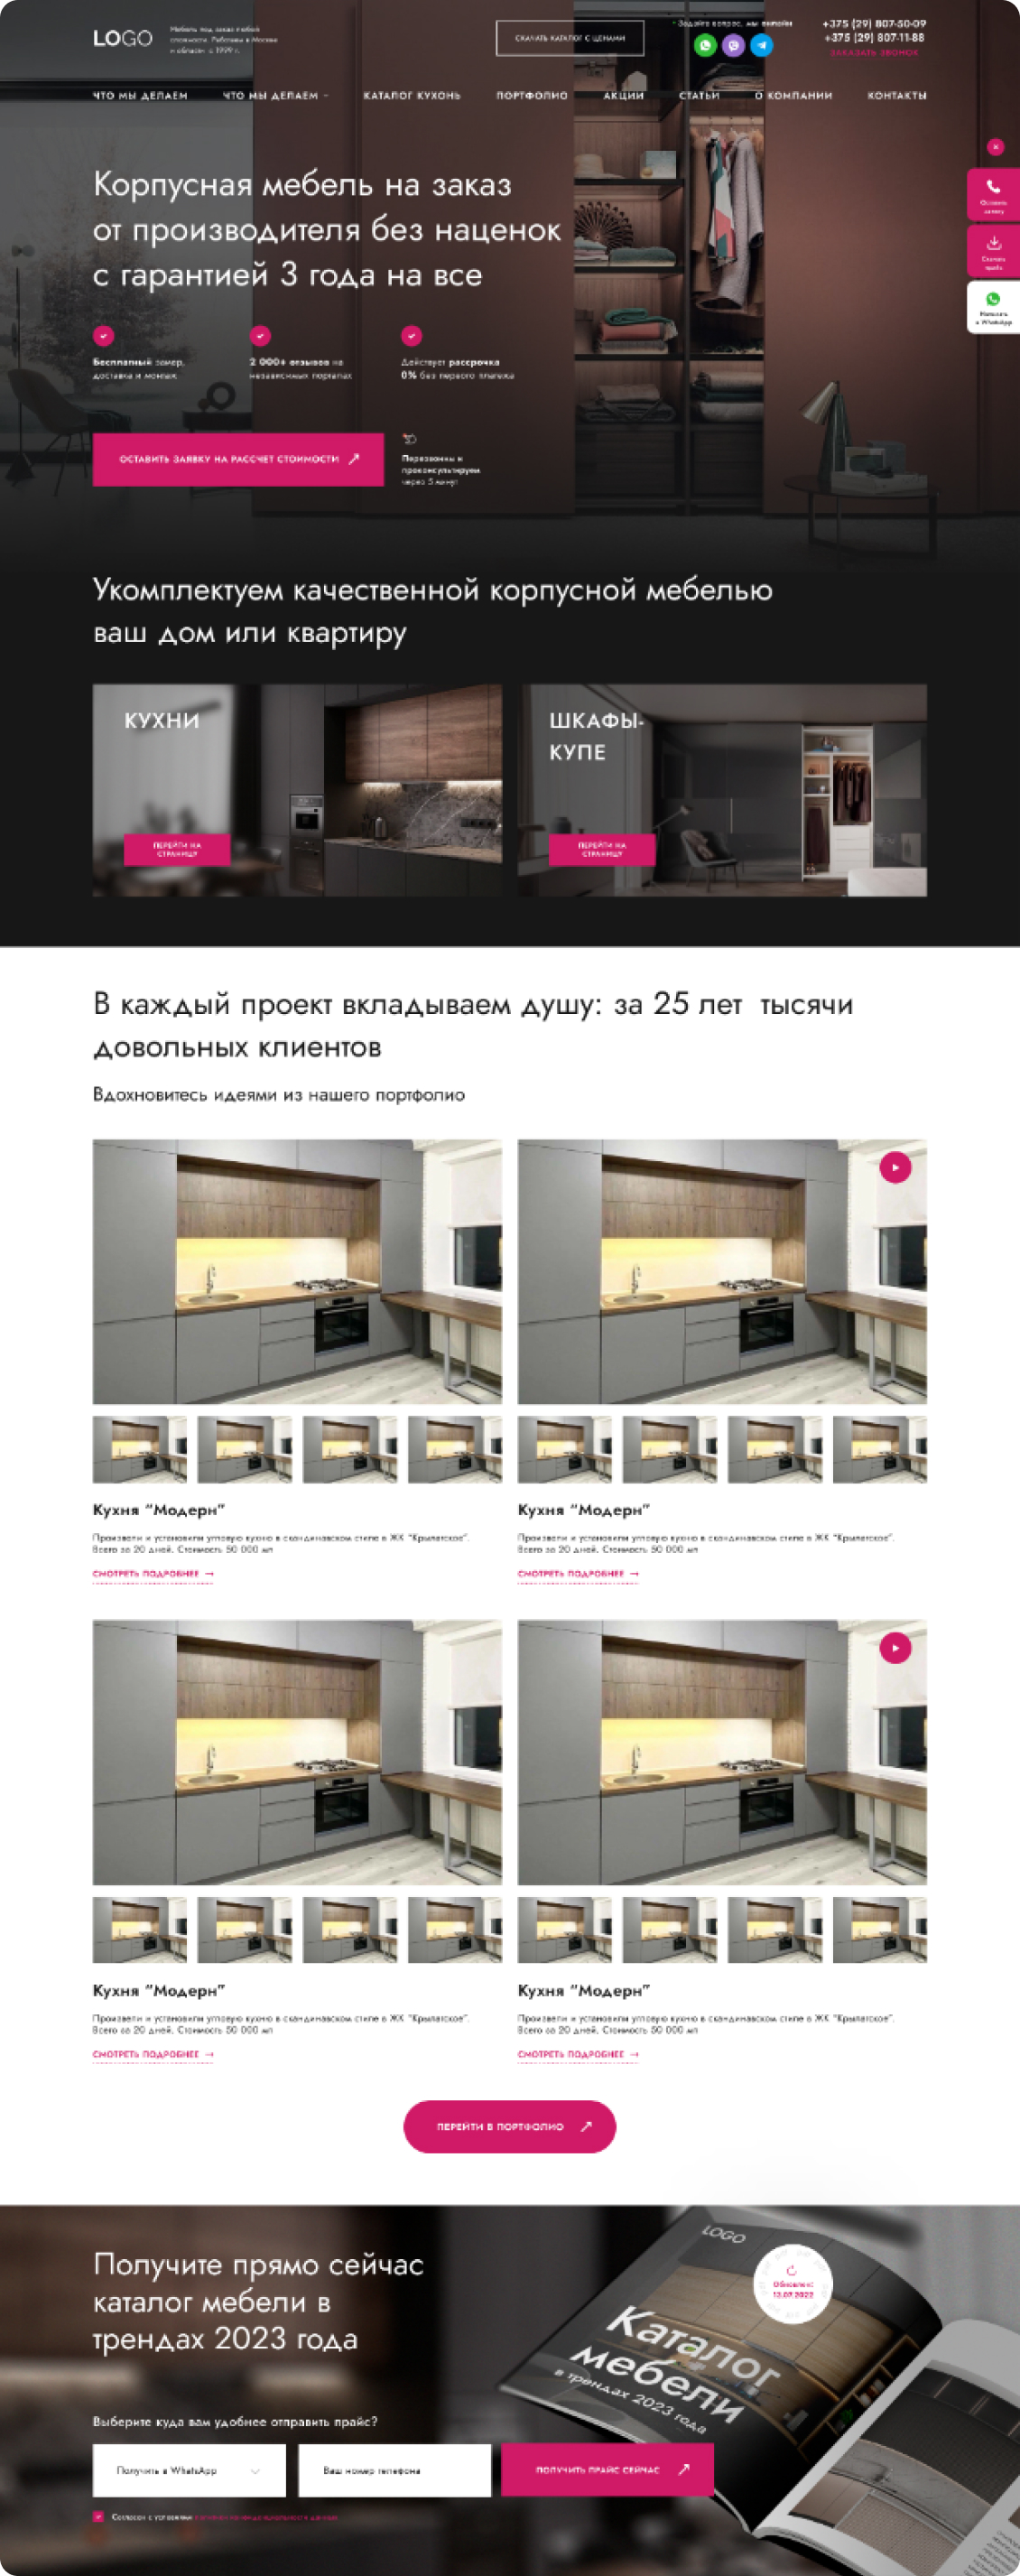 LOGO
Мебель под заказ любой
сложности. Работаем в Москве
и области с 1999 г.
СКАЧАТЬ КАТАЛОГ С ЦЕНАМИ
Задайте вопрос, мы онлайн
+375 (29) 807-50-09
+375 (29) 807-11-88
ЗАКАЗАТЬ ЗВОНОК
ЧТО МЫ ДЕЛАЕМ
ЧТО МЫ ДЕЛАЕМ
КАТАЛОГ КУХОНЬ
ПОРТФОЛИО
АКЦИИ
СТАТЬИ
О КОМПАНИИ
КОНТАКТЫ
Оставить
заявку
Скачать
прайс
Написать
в WhatsApp
Корпусная мебель на заказ
от производителя без наценок
с гарантией 3 года на все
Бесплатный замер,
доставка и монтаж
2 000+ отзывов на
независимых порталах
Действует рассрочка
0% без первого платежа
ОСТАВИТЬ ЗАЯВКУ НА РАССЧЕТ СТОИМОСТИ
Перезвоним и
проконсультируем
через 5 минут
Укомплектуем качественной корпусной мебелью
ваш дом или квартиру
КУХНИ
ПЕРЕЙТИ НА
СТРАНИЦУ
ШКАФЫ-
КУПЕ
ПЕРЕЙТИ НА
СТРАНИЦУ
В каждый проект вкладываем душу: за 25 лет тысячи
довольных клиентов
Вдохновитесь идеями из нашего портфолио
Кухня “Модерн”
Произвели и установили угловую кухню в скандинавском стиле в ЖК “Крылатское”.
Всего за 20 дней. Стоимость 50 000 мп
СМОТРЕТЬ ПОДРОБНЕЕ →
Кухня “Модерн”
Произвели и установили угловую кухню в скандинавском стиле в ЖК “Крылатское”.
Всего за 20 дней. Стоимость 50 000 мп
СМОТРЕТЬ ПОДРОБНЕЕ →
Кухня “Модерн”
Произвели и установили угловую кухню в скандинавском стиле в ЖК “Крылатское”.
Всего за 20 дней. Стоимость 50 000 мп
СМОТРЕТЬ ПОДРОБНЕЕ →
Кухня “Модерн”
Произвели и установили угловую кухню в скандинавском стиле в ЖК “Крылатское”.
Всего за 20 дней. Стоимость 50 000 мп
СМОТРЕТЬ ПОДРОБНЕЕ →
ПЕРЕЙТИ В ПОРТФОЛИО
Получите прямо сейчас
каталог мебели в
трендах 2023 года
LOGO
Обновлен:
13.07.2022
Каталог
мебели
в трендах 2023 года
Выберите куда вам удобнее отправить прайс?
Получить в WhatsApp
Ваш номер телефона
ПОЛУЧИТЬ ПРАЙС СЕЙЧАС
Согласен с условиями политики конфиденциальности данных